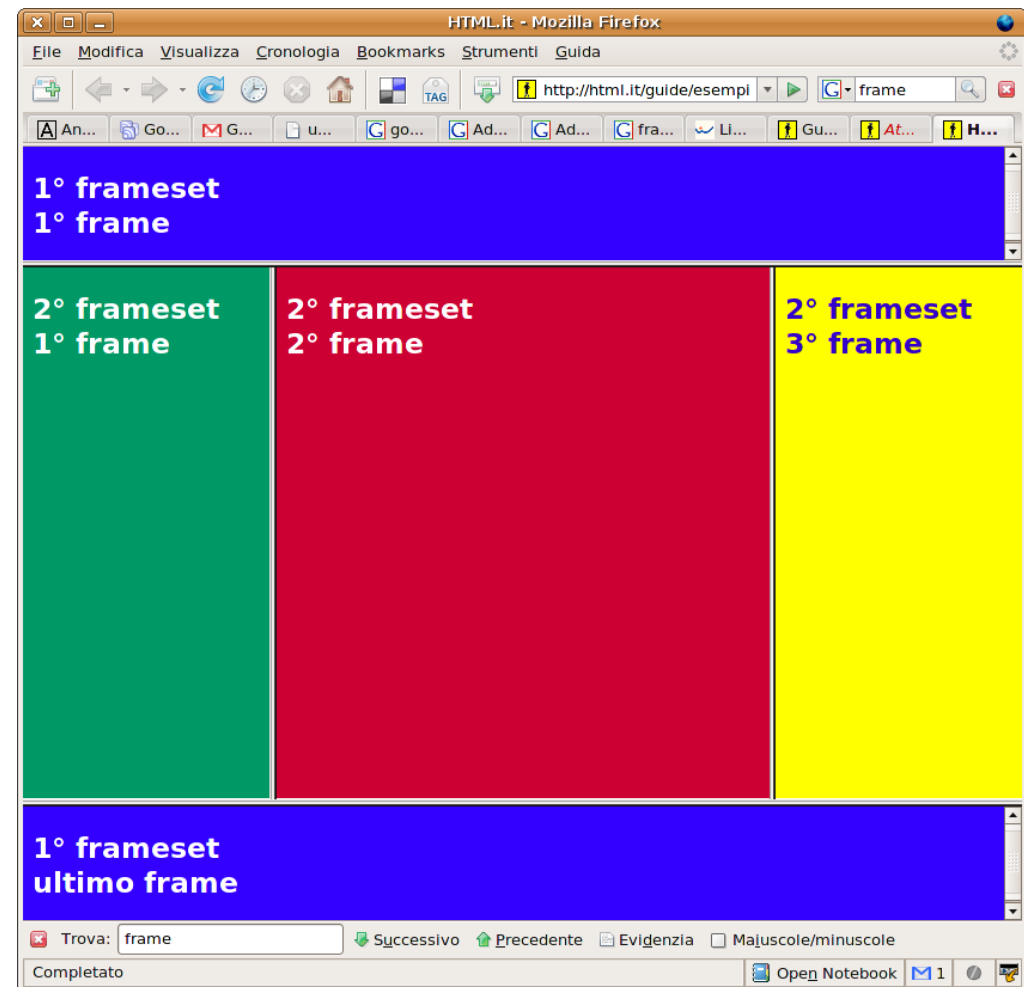 HTML.it - Mozilla Firefox
File Modifica Visualizza Cronologia Bookmarks Strumenti Guida
TAG http://html.it/guide/esempi G frame
A An... Go... M G... u... G go... G Ad... G Ad... G fra... Li... Gu... At... H...
1° frameset
1° frame
2° frameset
1° frame
2° frameset
2° frame
2° frameset
3° frame
1° frameset
ultimo frame
Trova: frame Successivo Precedente Evidenzia Maiuscole/minuscole
Completato Open Notebook 1